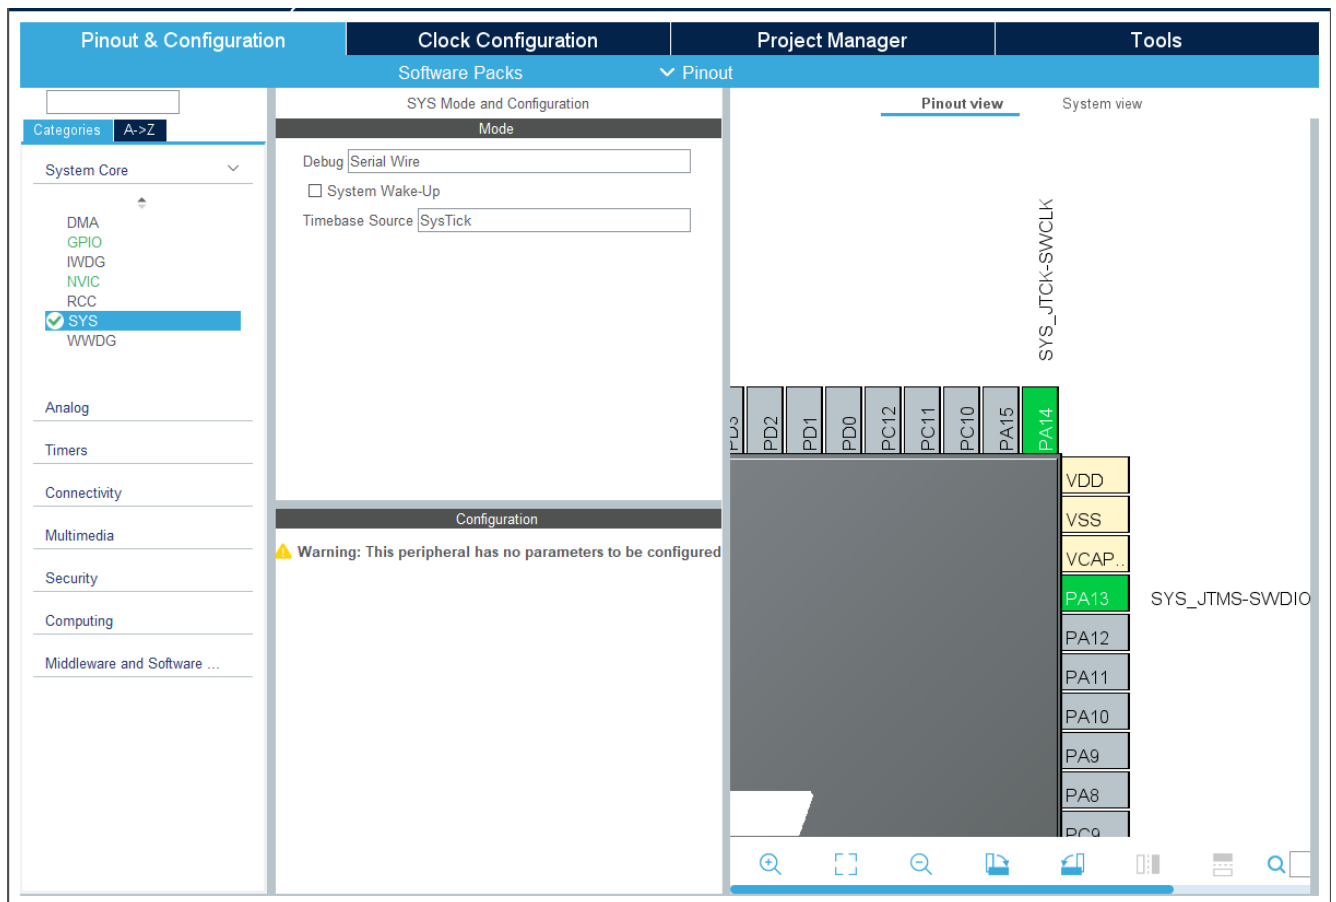 Pinout & Configuration
Clock Configuration
Project Manager
Tools
Software Packs
Pinout
Categories
A->Z
System Core
DMA
GPIO
IWDG
NVIC
RCC
SYS
WWDG
Analog
Timers
Connectivity
Multimedia
Security
Computing
Middleware and Software ...
SYS Mode and Configuration
Mode
Debug Serial Wire
System Wake-Up
Timebase Source SysTick
Configuration
Warning: This peripheral has no parameters to be configured
Pinout view
System view
SYS_JTCK-SWCLK
PD3
PD2
PD1
PD0
PC12
PC11
PC10
PA15
PA14
VDD
VSS
VCAP..
PA13
SYS_JTMS-SWDIO
PA12
PA11
PA10
PA9
PA8
PC9